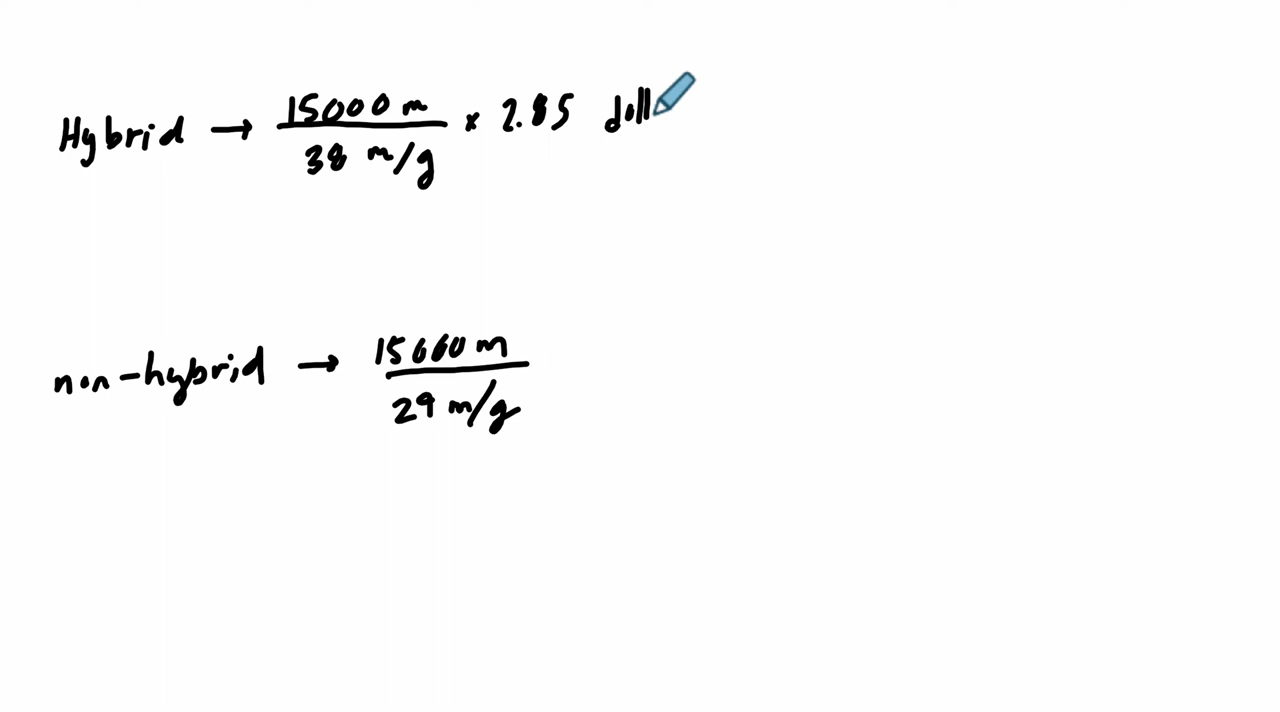 Hybrid → 15000 m
38 m/g
× 2.85 doll
non-hybrid → 15000 m
29 m/g